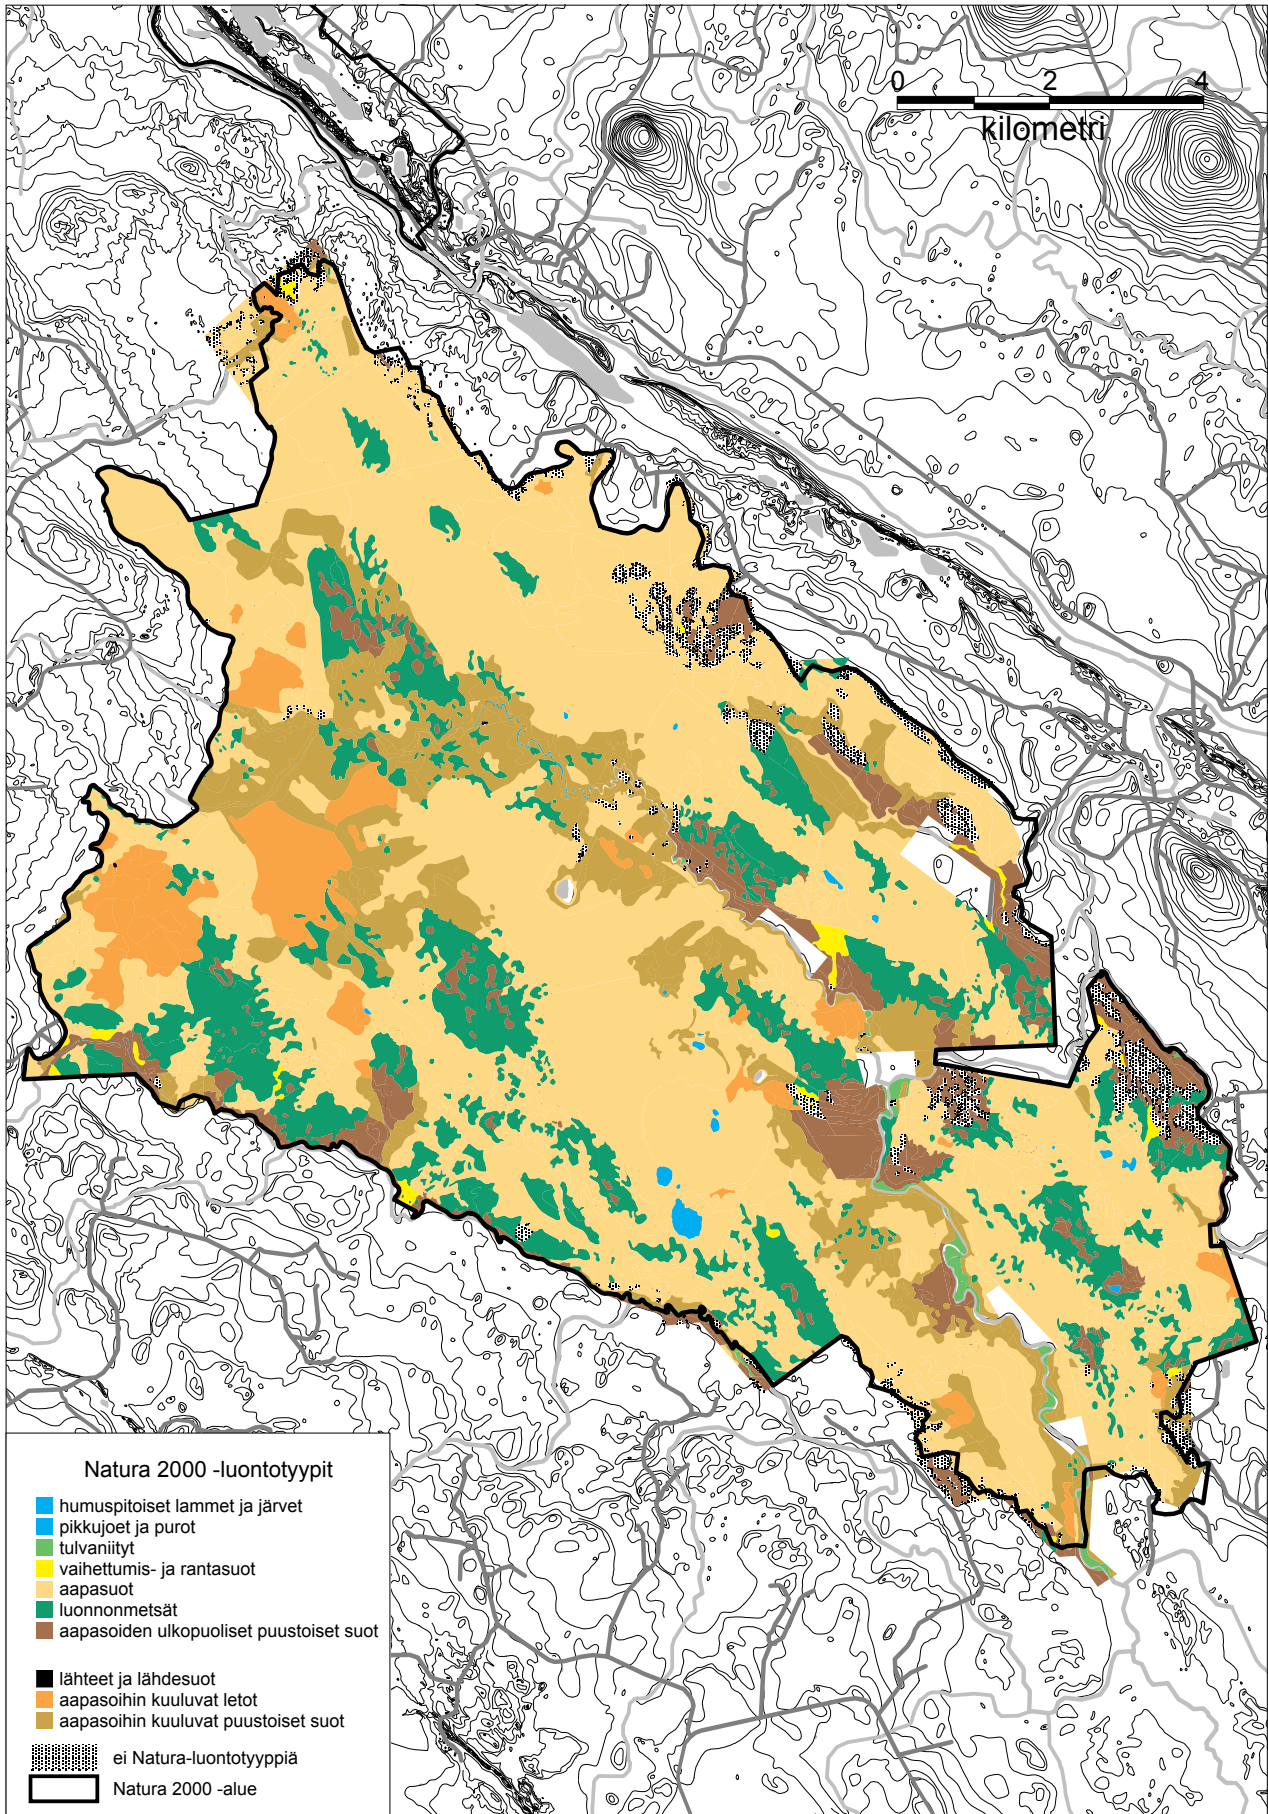 0 2 4
kilometri
Natura 2000 -luontotyypit
humuspitoiset lammet ja järvet
pikkujoet ja purot
tulvaniityt
vaihettumis- ja rantasuot
aapasuot
luonnonmetsät
aapasoiden ulkopuoliset puustoiset suot
lähteet ja lähdesuot
aapasoihin kuuluvat letot
aapasoihin kuuluvat puustoiset suot
ei Natura-luontotyyppiä
Natura 2000 -alue